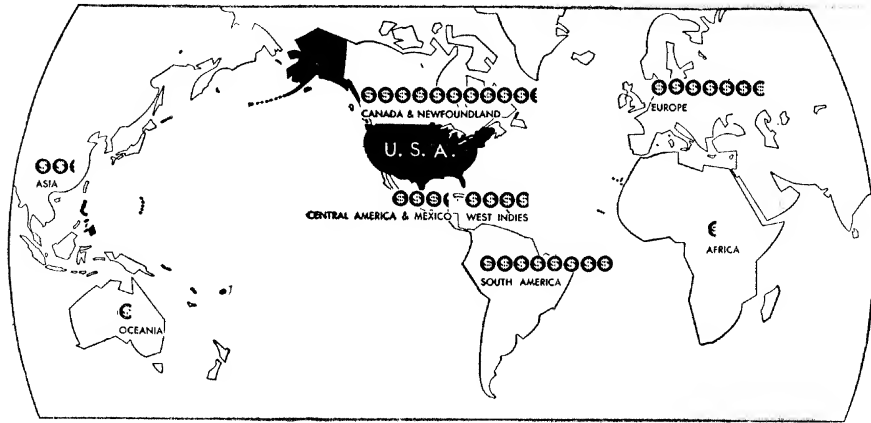 CANADA & NEWFOUNDLAND
EUROPE
U. S. A.
ASIA
CENTRAL AMERICA & MEXICO
WEST INDIES
AFRICA
SOUTH AMERICA
OCEANIA